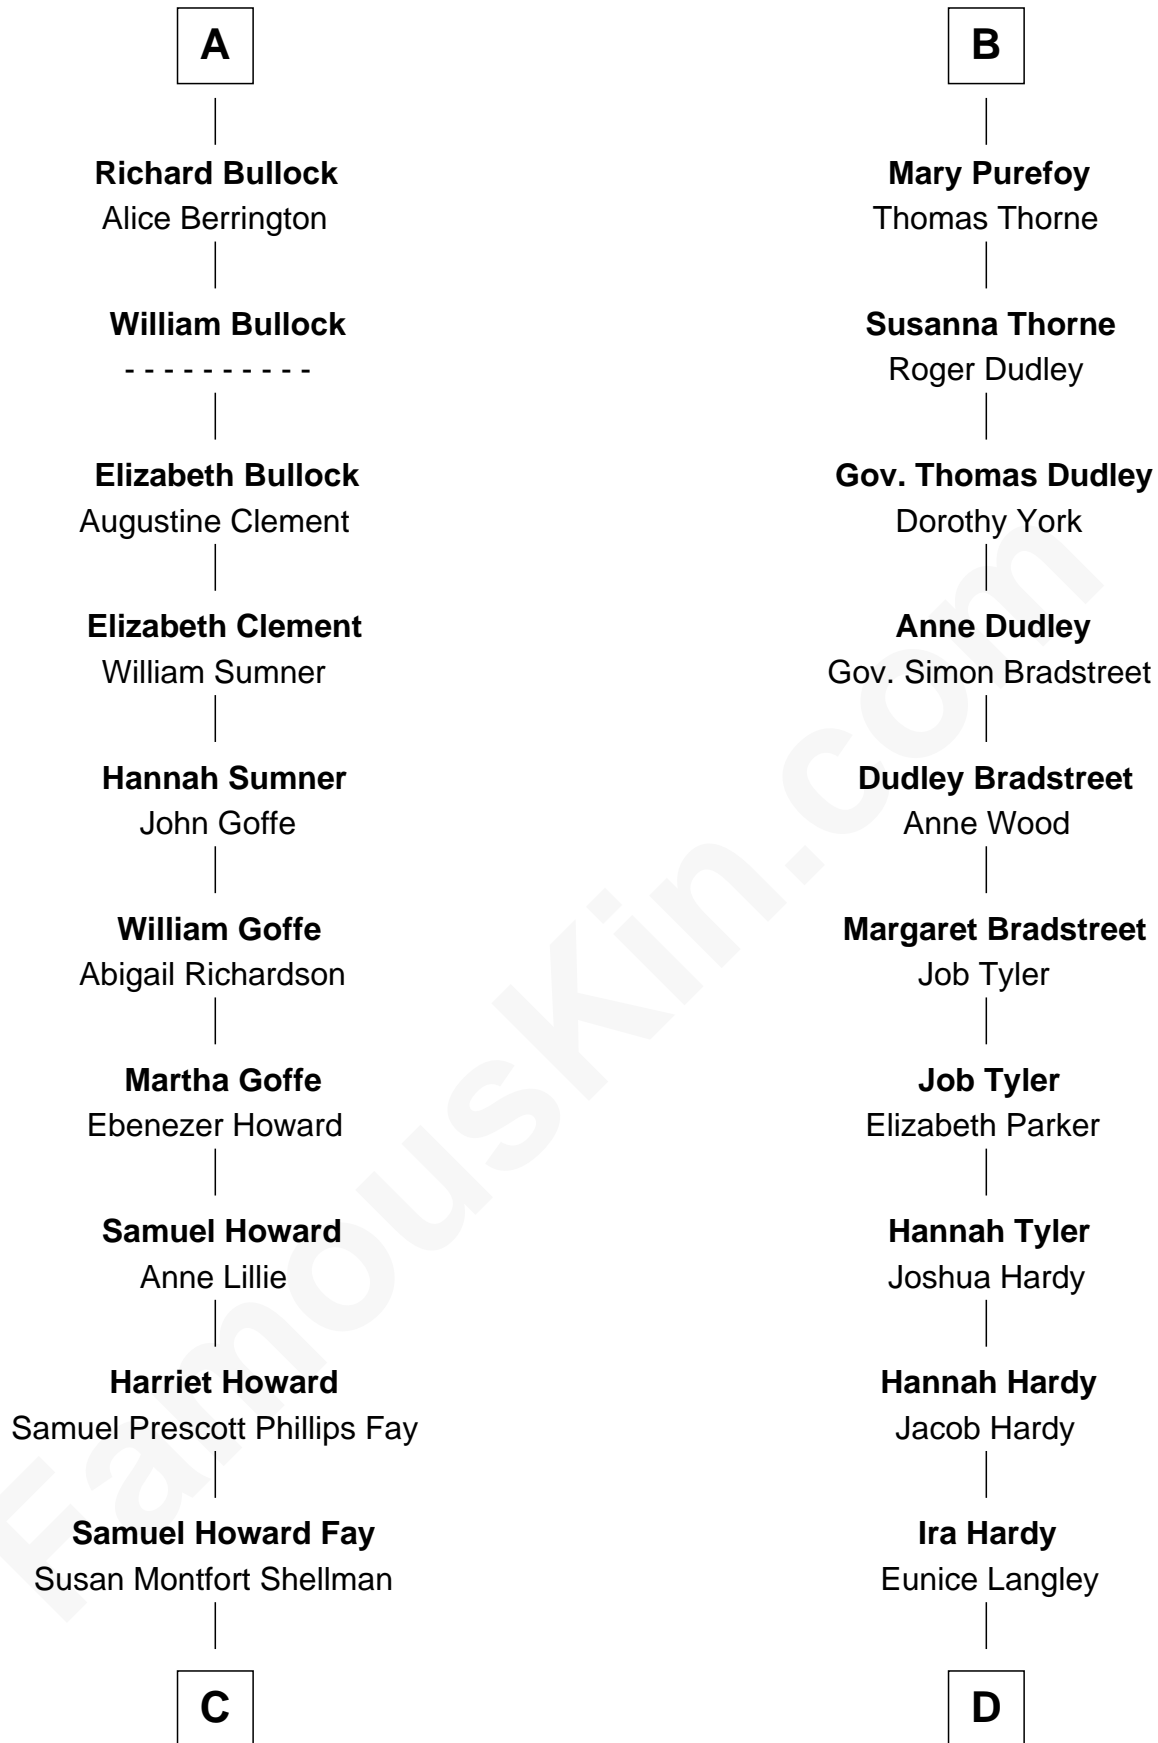 A
Richard Bullock
Alice Berrington
William Bullock
- - - - - - - - - -
Elizabeth Bullock
Augustine Clement
Elizabeth Clement
William Sumner
Hannah Sumner
John Goffe
William Goffe
Abigail Richardson
Martha Goffe
Ebenezer Howard
Samuel Howard
Anne Lillie
Harriet Howard
Samuel Prescott Phillips Fay
Samuel Howard Fay
Susan Montfort Shellman
C
B
Mary Purefoy
Thomas Thorne
Susanna Thorne
Roger Dudley
Gov. Thomas Dudley
Dorothy York
Anne Dudley
Gov. Simon Bradstreet
Dudley Bradstreet
Anne Wood
Margaret Bradstreet
Job Tyler
Job Tyler
Elizabeth Parker
Hannah Tyler
Joshua Hardy
Hannah Hardy
Jacob Hardy
Ira Hardy
Eunice Langley
D
FamousKin.com